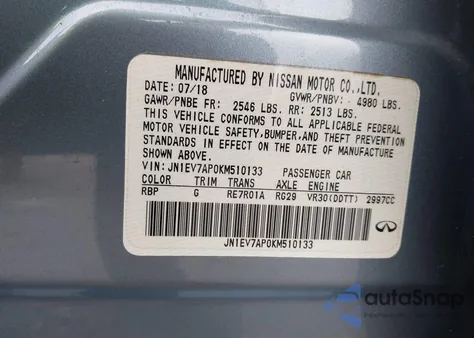 MANUFACTURED BY NISSAN MOTOR CO.,LTD.
DATE: 07/18 GVWR/PNBV: 4980 LBS.
GAWR/PNBE FR: 2546 LBS. RR: 2513 LBS.
THIS VEHICLE CONFORMS TO ALL APPLICABLE FEDERAL
MOTOR VEHICLE SAFETY,BUMPER,AND THEFT PREVENTION
STANDARDS IN EFFECT ON THE DATE OF MANUFACTURE
SHOWN ABOVE.
VIN: JN1EV7AP0KM510133 PASSENGER CAR
COLOR TRIM TRANS AXLE ENGINE
RBP G RE7R01A RG29 VR30(DDTT) 2997CC
JN1EV7AP0KM510133
INFINITI
autoSnap